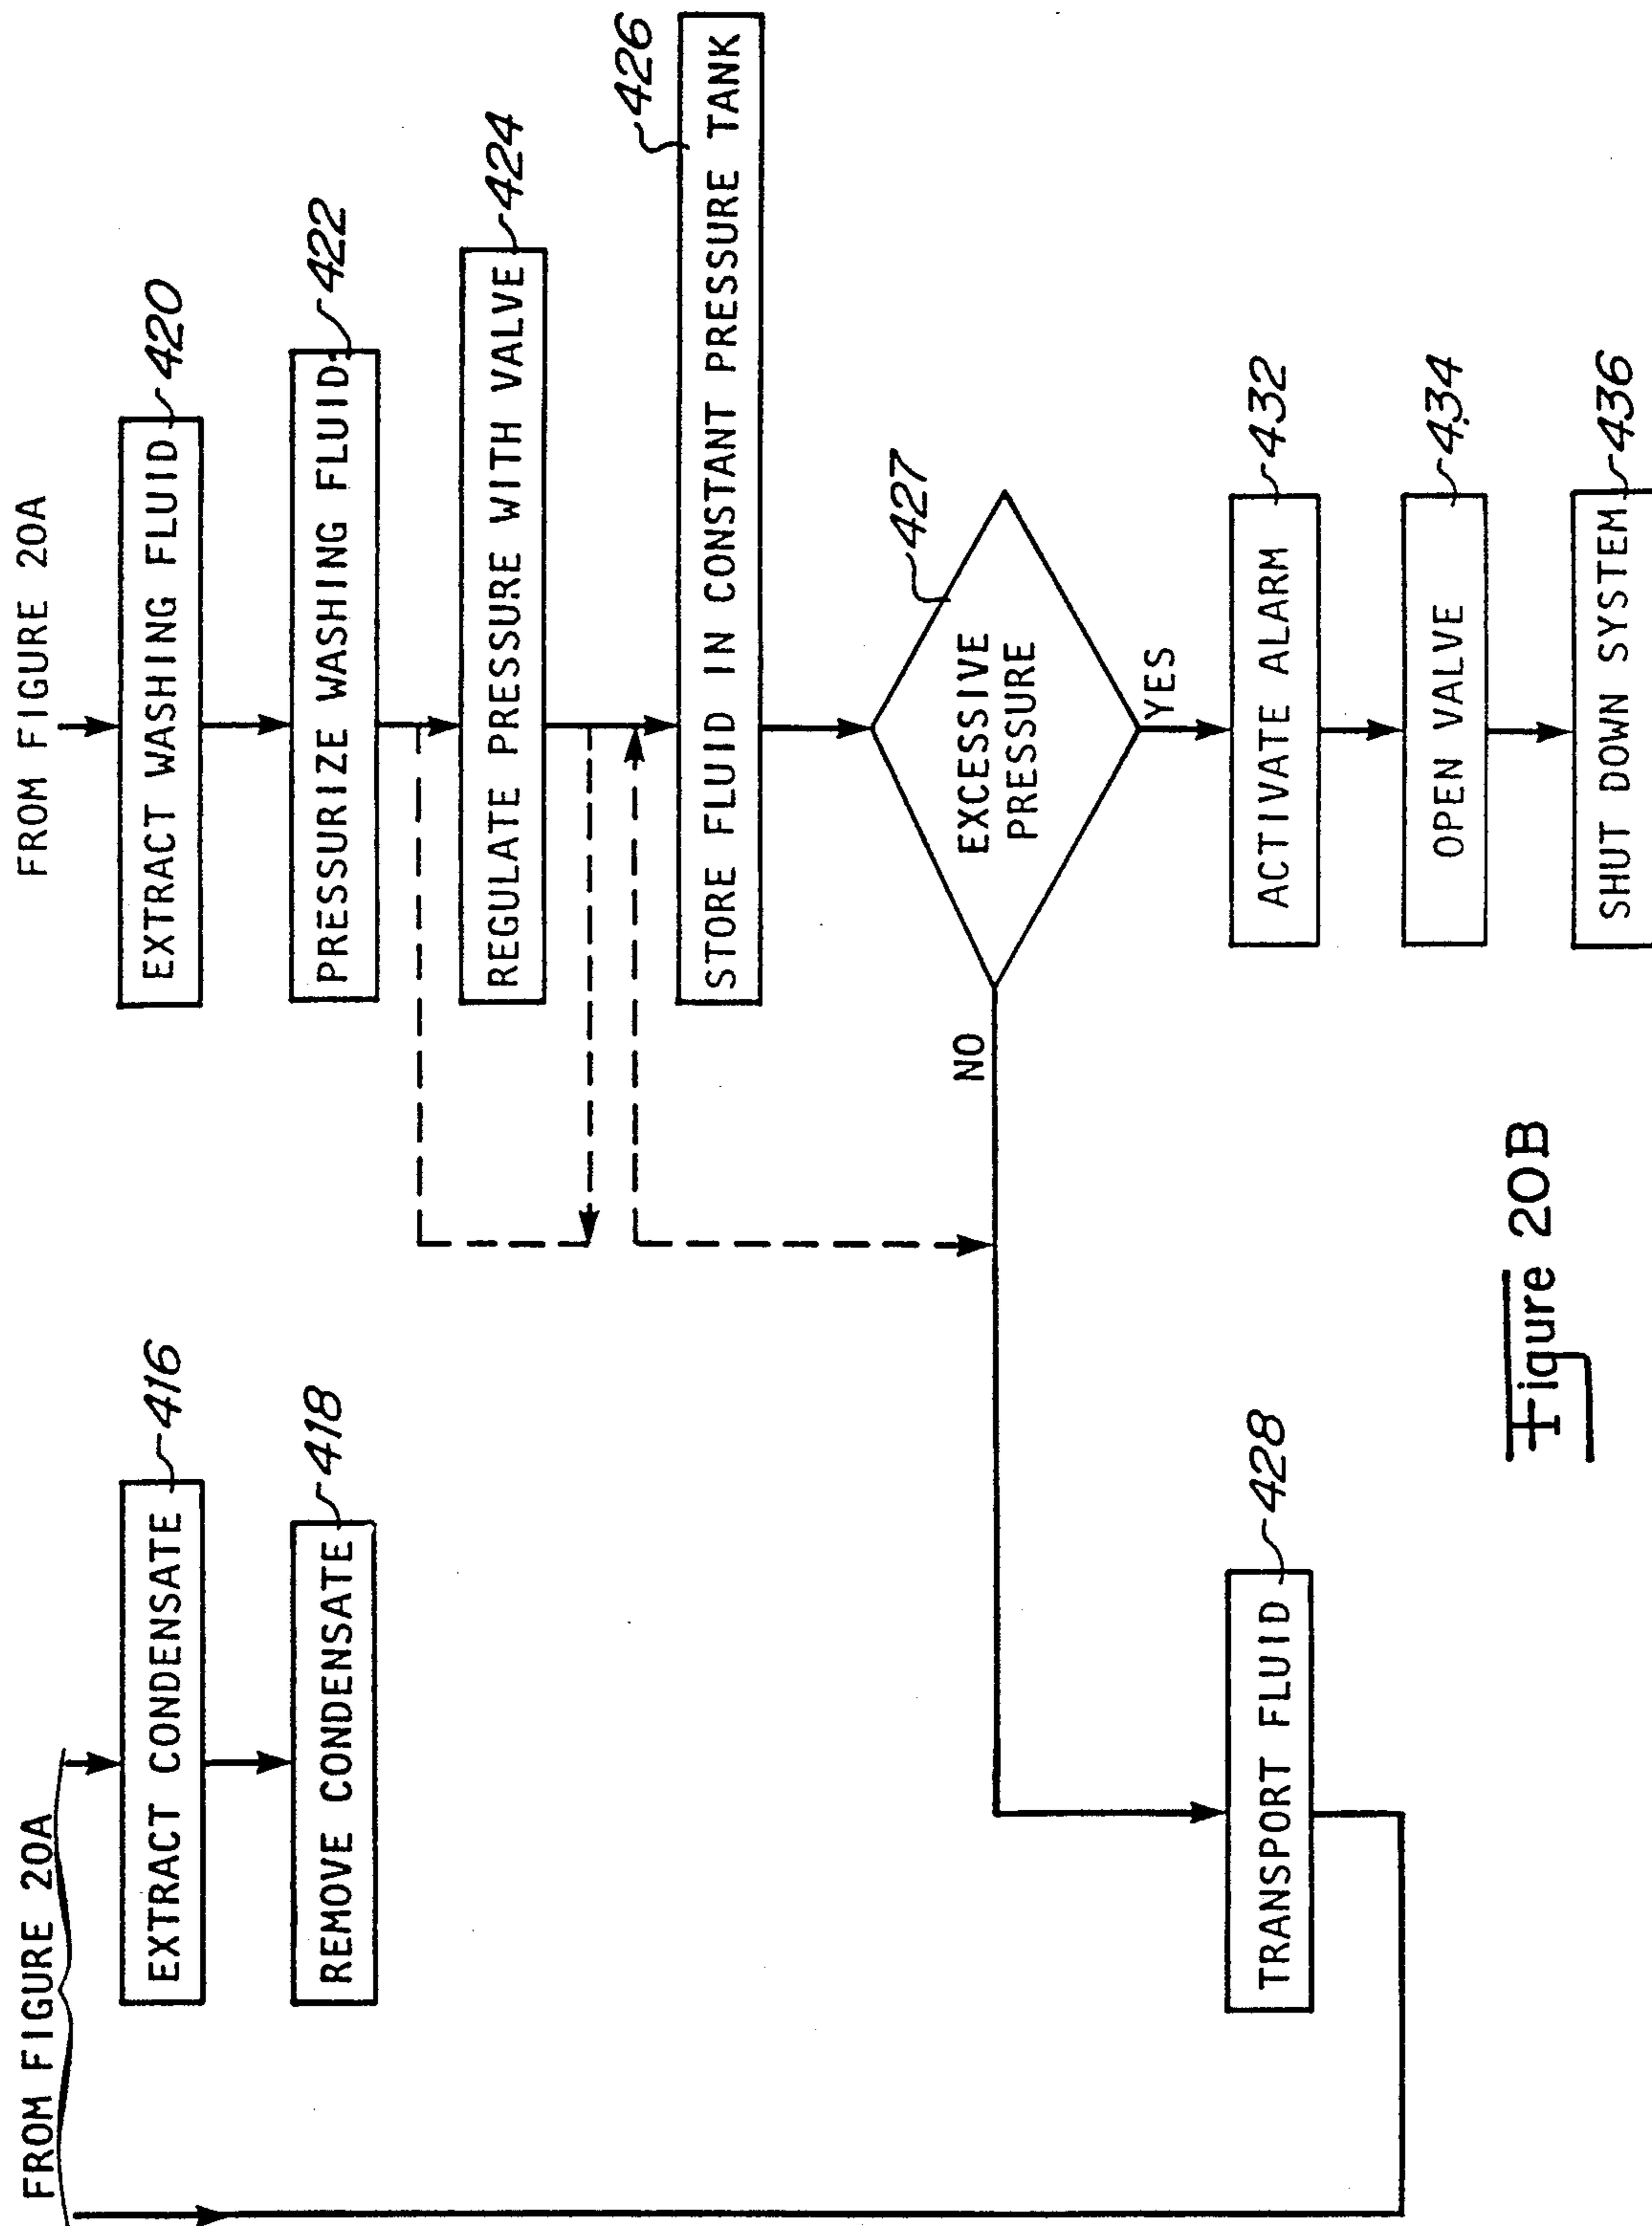 FROM FIGURE 20A
FROM FIGURE 20A
EXTRACT CONDENSATE
416
EXTRACT WASHING FLUID
420
REMOVE CONDENSATE
418
PRESSURIZE WASHING FLUID
422
REGULATE PRESSURE WITH VALVE
424
STORE FLUID IN CONSTANT PRESSURE TANK
426
EXCESSIVE
PRESSURE
427
NO
YES
TRANSPORT FLUID
428
ACTIVATE ALARM
432
OPEN VALVE
434
SHUT DOWN SYSTEM
436
Figure 20B